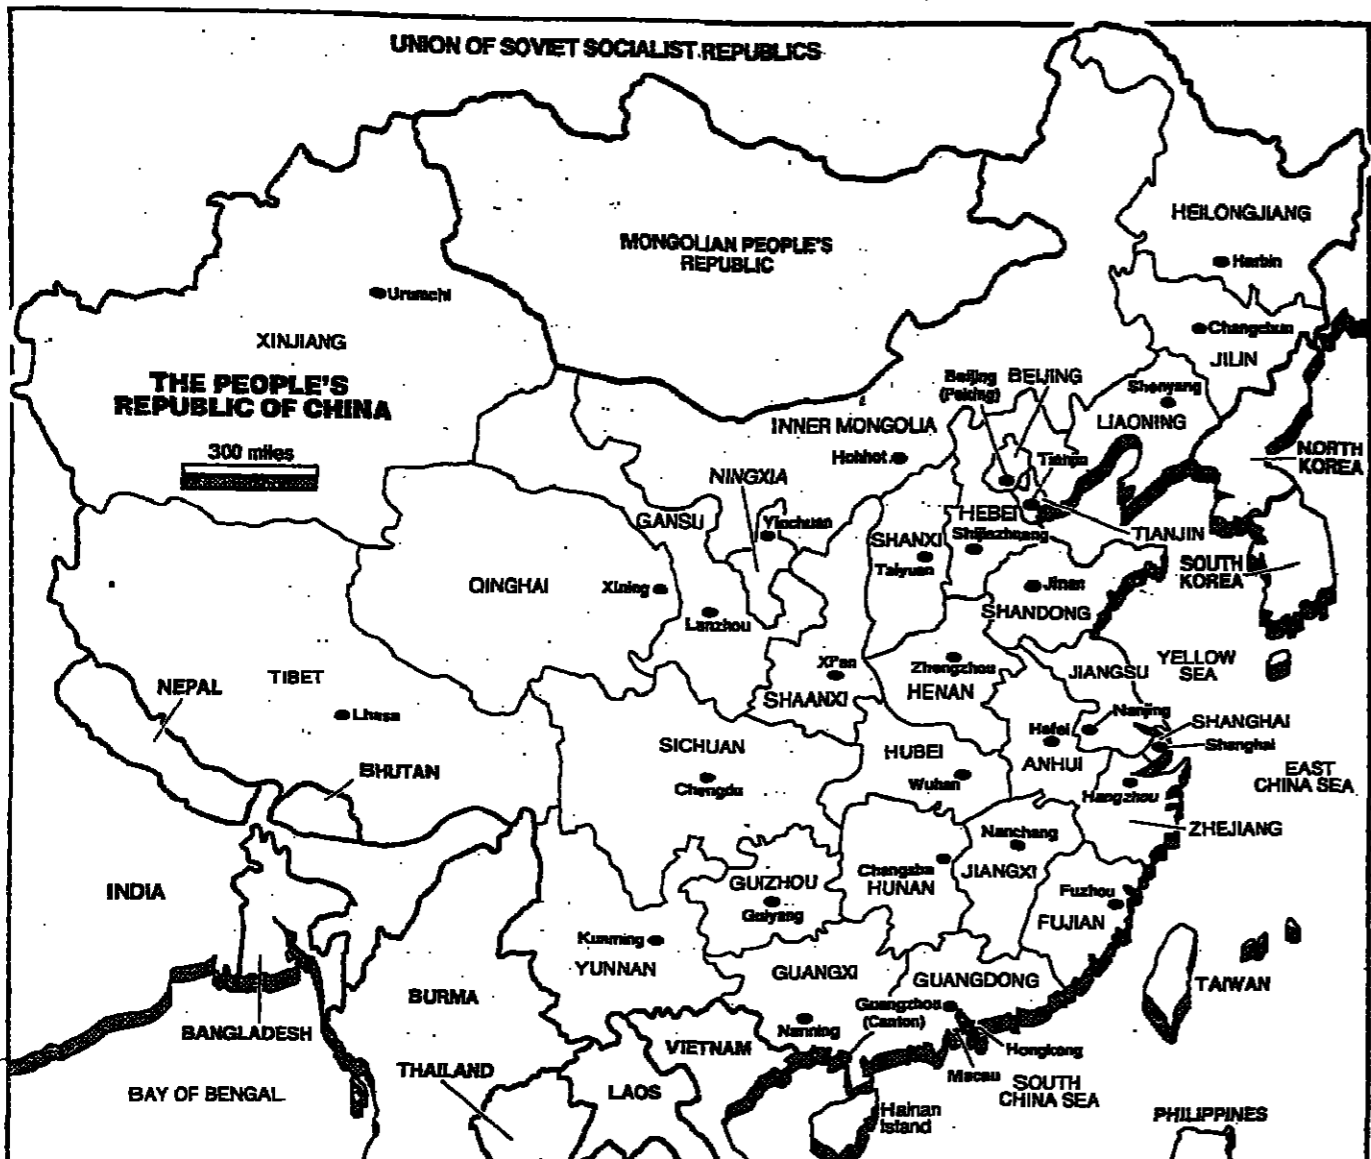 UNION OF SOVIET SOCIALIST REPUBLICS
HEILONGJIANG
Harbin
MONGOLIAN PEOPLE'S
REPUBLIC
Urumchi
XINJIANG
Changchun
JILIN
THE PEOPLE'S
REPUBLIC OF CHINA
300 miles
Beijing
(Peking)
BEIJING
Shenyang
LIAONING
INNER MONGOLIA
Hohhot
Tianjin
NORTH
KOREA
NINGXIA
GANSU
Yinchuan
HEBEI
Shijiazhuang
TIANJIN
SHANXI
Taiyuan
SOUTH
KOREA
QINGHAI
Xining
Lanzhou
Jinan
SHANDONG
TIBET
NEPAL
Lhasa
BHUTAN
Xi'an
SHAANXI
Zhengzhou
HENAN
JIANGSU
YELLOW
SEA
Nanjing
SHANGHAI
Shanghai
Hefei
ANHUI
SICHUAN
Chengdu
HUBEI
Wuhan
Hangzhou
EAST
CHINA SEA
ZHEJIANG
INDIA
GUIZHOU
Guiyang
Changsha
HUNAN
Nanchang
JIANGXI
Fuzhou
FUJIAN
Kunming
YUNNAN
GUANGXI
GUANGDONG
TAIWAN
BURMA
BANGLADESH
Guangzhou
(Canton)
Nanning
VIETNAM
Hongkong
Macau
THAILAND
LAOS
BAY OF BENGAL
SOUTH
CHINA SEA
Hainan
Island
PHILIPPINES